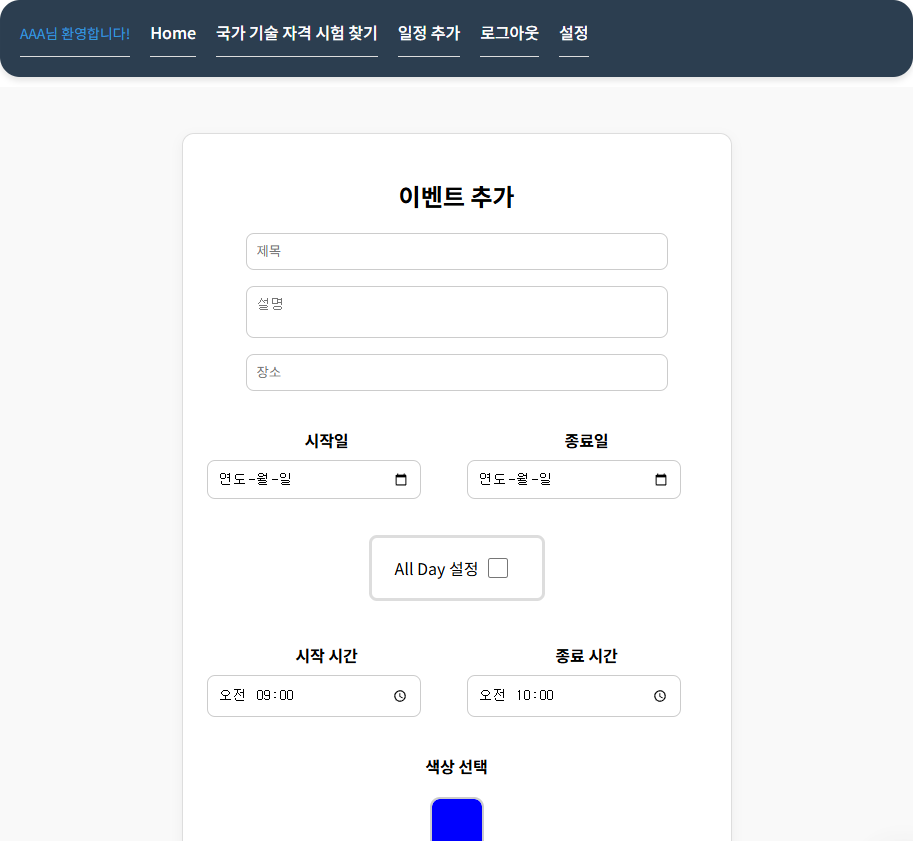 AAA님 환영합니다! Home 국가 기술 자격 시험 찾기 일정 추가 로그아웃 설정
이벤트 추가
제목
설명
장소
시작일 종료일
연도-월-일 연도-월-일
All Day 설정
시작 시간 종료 시간
오전 09:00 오전 10:00
색상 선택